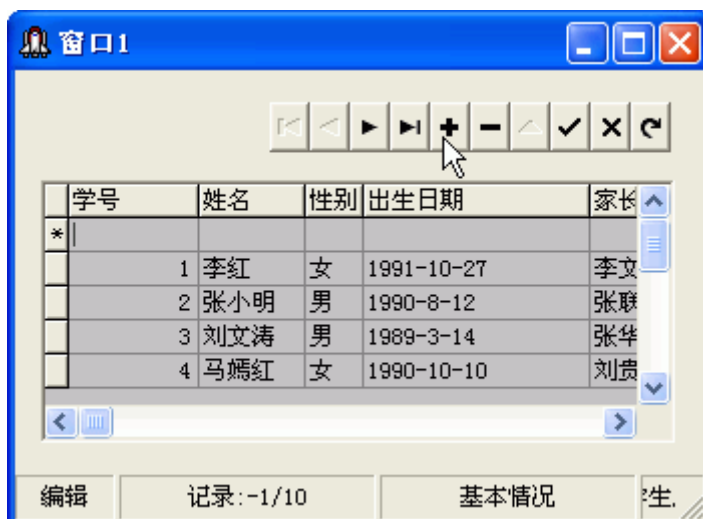 窗口1
学号 姓名 性别 出生日期 家长
*
1 李红 女 1991-10-27 李文
2 张小明 男 1990-8-12 张联
3 刘文涛 男 1989-3-14 张华
4 马嫣红 女 1990-10-10 刘贵
编辑 记录:-1/10 基本情况 生.